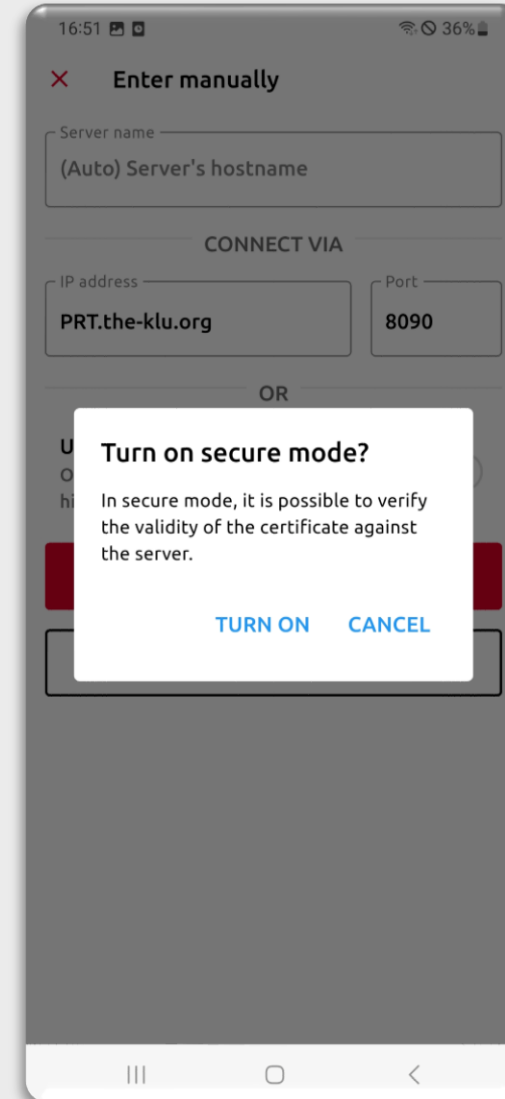 16:51 36%
Enter manually
Server name
(Auto) Server's hostname
CONNECT VIA
IP address Port
PRT.the-klu.org 8090
OR
U
O
hi
Turn on secure mode?
In secure mode, it is possible to verify
the validity of the certificate against
the server.
TURN ON CANCEL